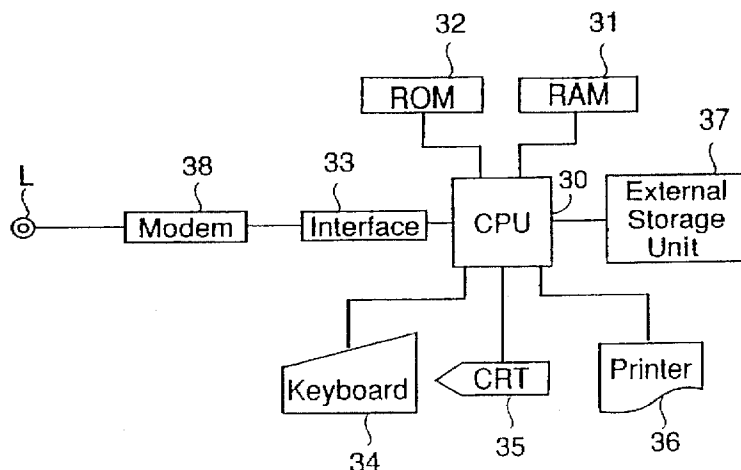 32
31
ROM
RAM
37
L
38
33
30
External
Storage
Unit
Modem
Interface
CPU
Keyboard
CRT
Printer
34
35
36